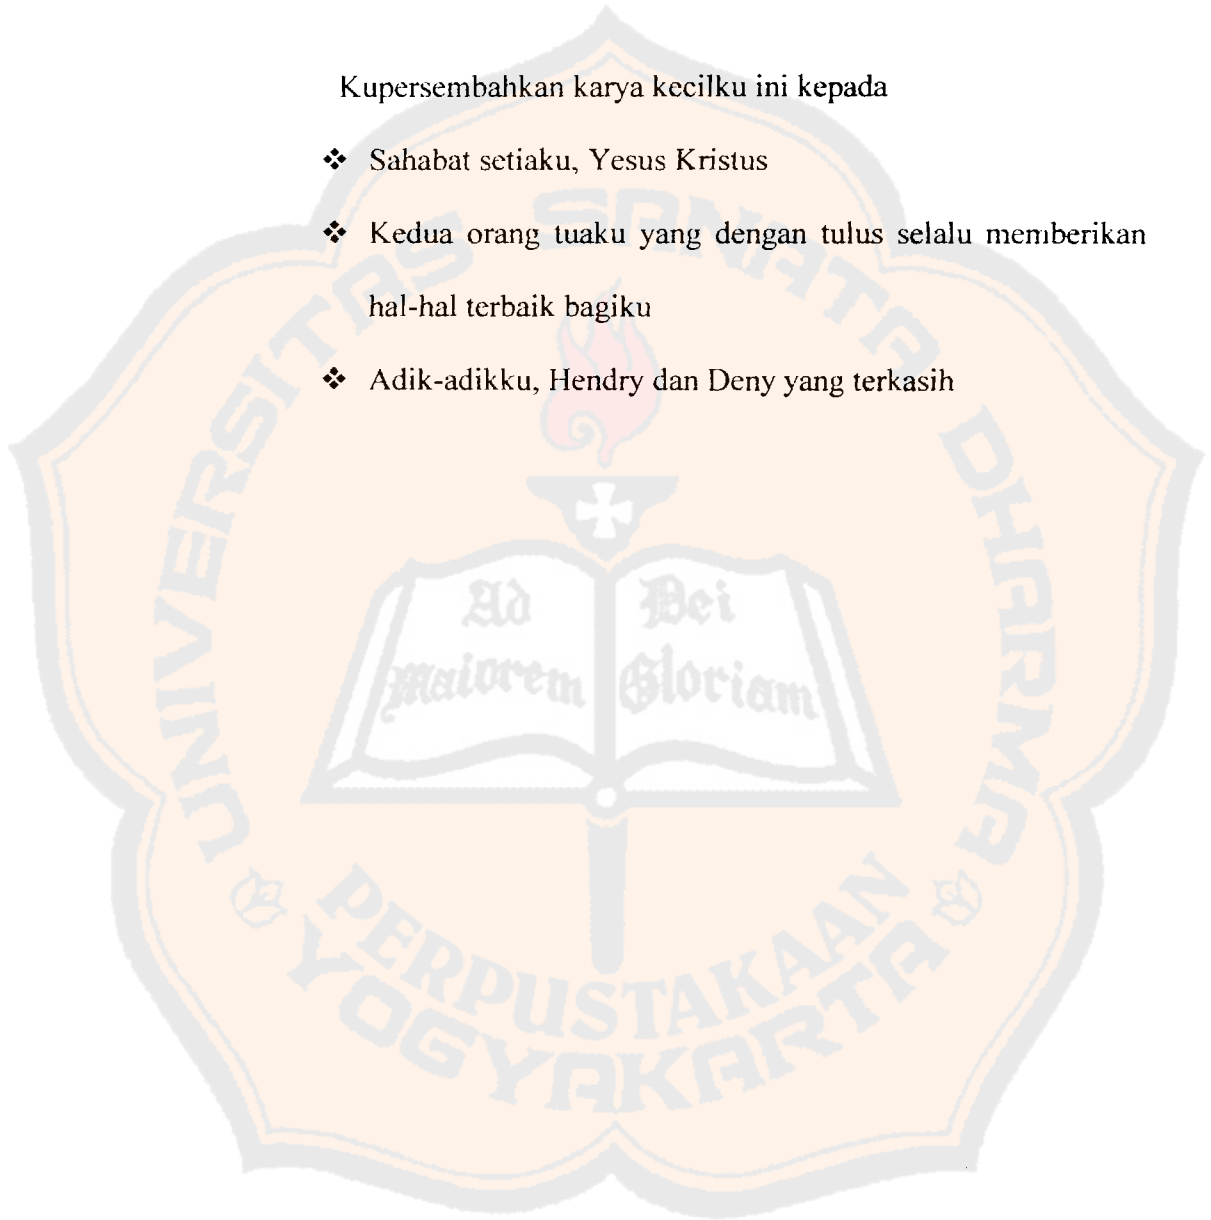 Kupersembahkan karya kecilku ini kepada
❖ Sahabat setiaku, Yesus Kristus
❖ Kedua orang tuaku yang dengan tulus selalu memberikan
hal-hal terbaik bagiku
❖ Adik-adikku, Hendry dan Deny yang terkasih
UNIVERSITAS SANATA DHARMA
Ad
Maiorem
Dei
Gloriam
PERPUSTAKAAN
YOGYAKARTA